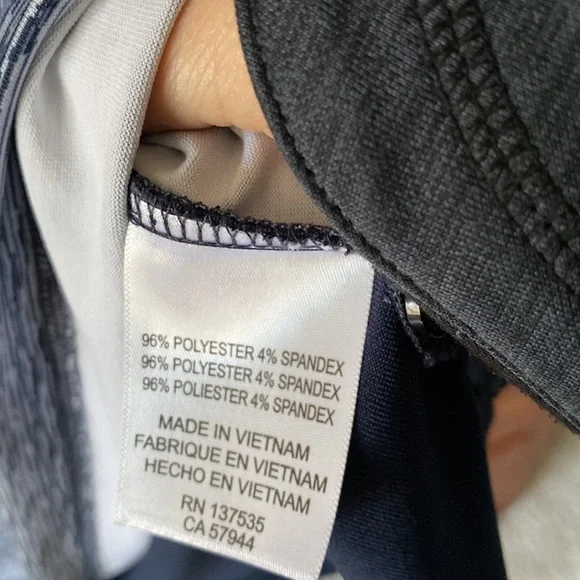 96% POLYESTER 4% SPANDEX
96% POLYESTER 4% SPANDEX
96% POLIESTER 4% SPANDEX
MADE IN VIETNAM
FABRIQUE EN VIETNAM
HECHO EN VIETNAM
RN 137535
CA 57944